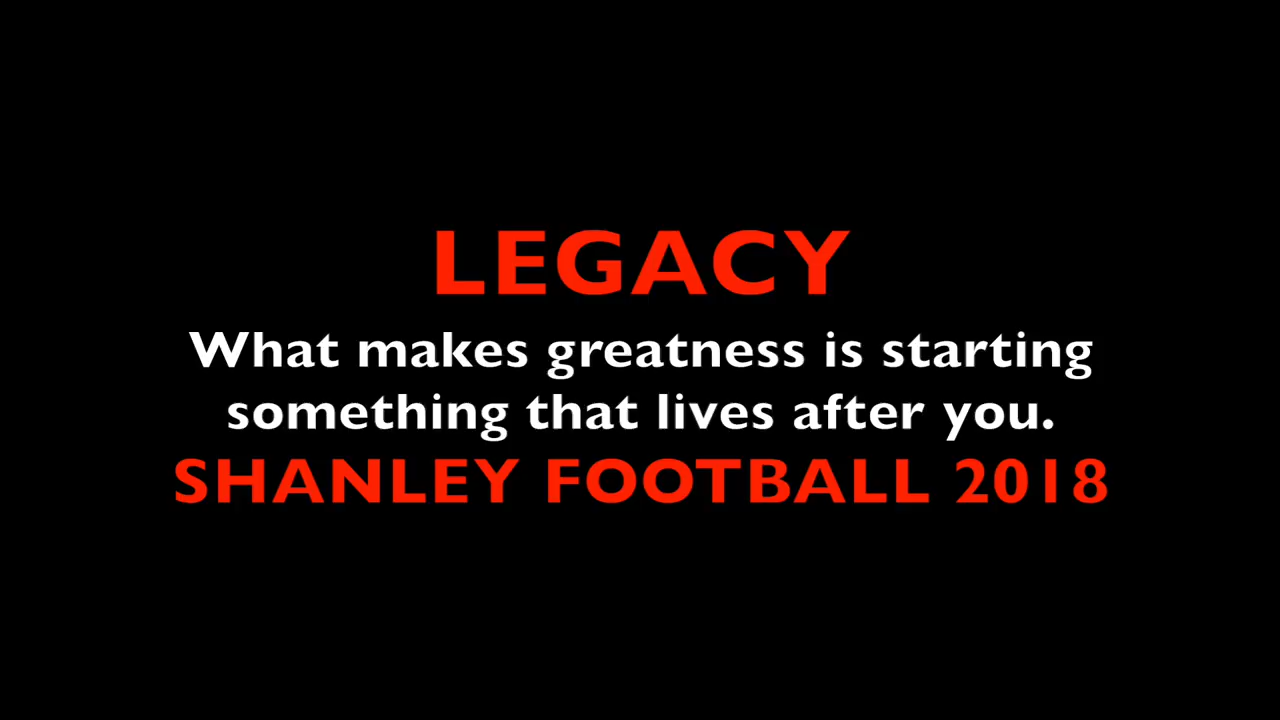 LEGACY
What makes greatness is starting
something that lives after you.
SHANLEY FOOTBALL 2018